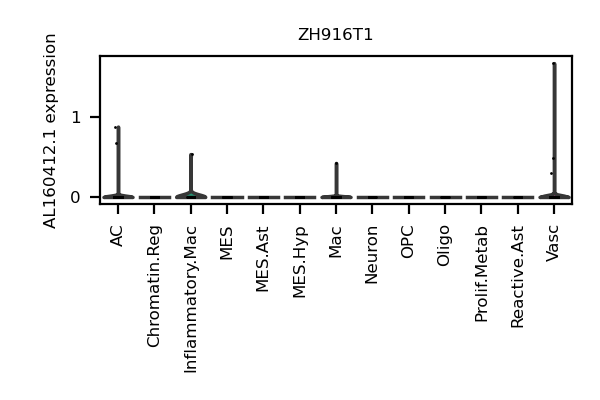 ZH916T1
AL160412.1 expression
1
0
AC
Chromatin.Reg
Inflammatory.Mac
MES
MES.Ast
MES.Hyp
Mac
Neuron
OPC
Oligo
Prolif.Metab
Reactive.Ast
Vasc